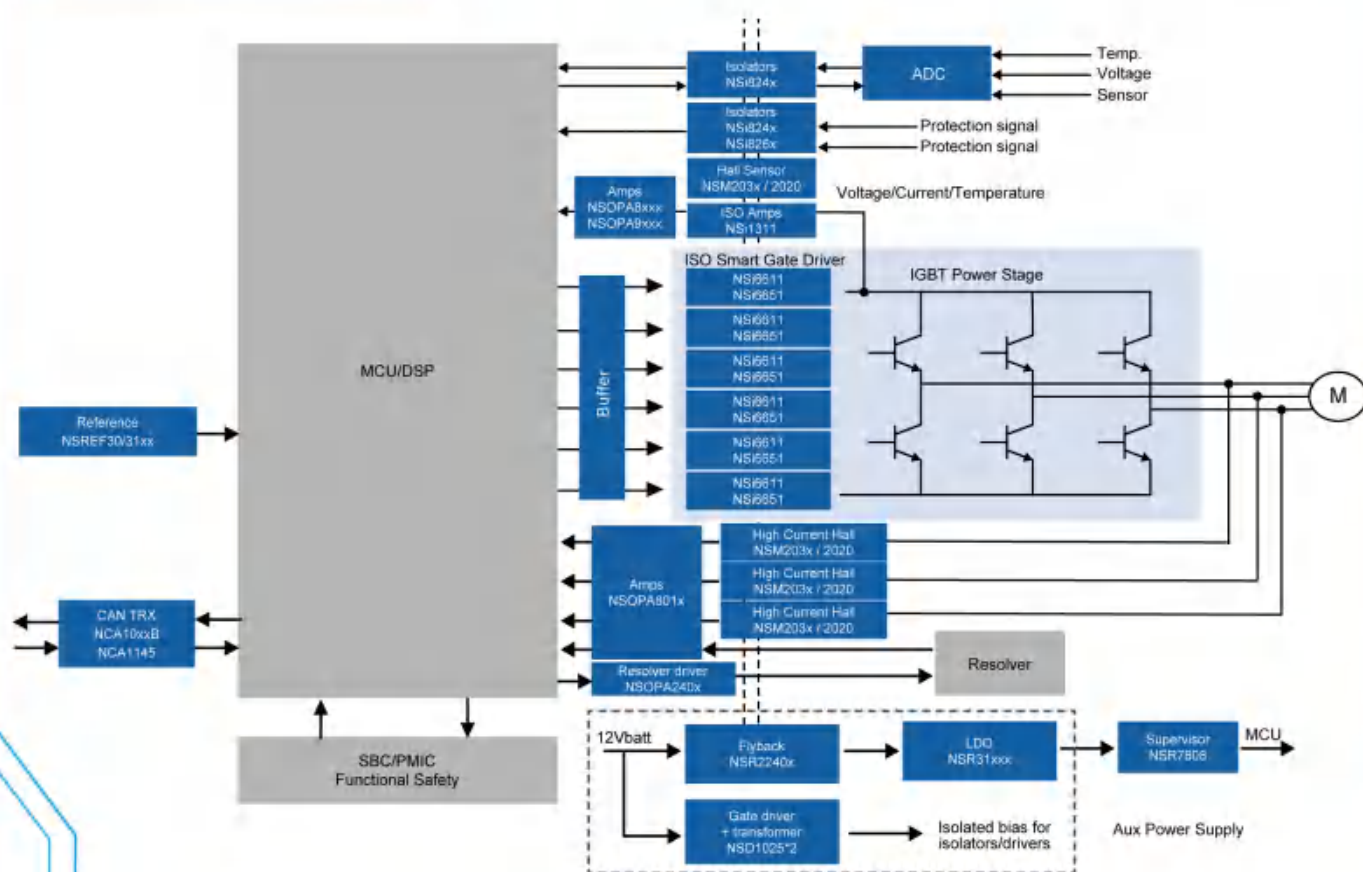 Isolators
NSi824x
ADC
Temp.
Voltage
Sensor
Isolators
NSi824x
NSi826x
Protection signal
Protection signal
Hall Sensor
NSM203x / 2020
Voltage/Current/Temperature
Amps
NSOPA8xxx
NSOPA9xxx
ISO Amps
NSi1311
ISO Smart Gate Driver
IGBT Power Stage
NSi6611
NSi6651
NSi6611
NSi6651
NSi6611
NSi6651
NSi6611
NSi6651
NSi6611
NSi6651
NSi6611
NSi6651
Buffer
MCU/DSP
M
Reference
NSREF30/31xx
High Current Hall
NSM203x / 2020
High Current Hall
NSM203x / 2020
High Current Hall
NSM203x / 2020
Amps
NSOPA801x
CAN TRX
NCA10xxB
NCA1145
Resolver
Resolver driver
NSOPA240x
SBC/PMIC
Functional Safety
12Vbatt
Flyback
NSR2240x
LDO
NSR31xxx
Supervisor
NSR7808
MCU
Gate driver
+ transformer
NSD1025*2
Isolated bias for
isolators/drivers
Aux Power Supply